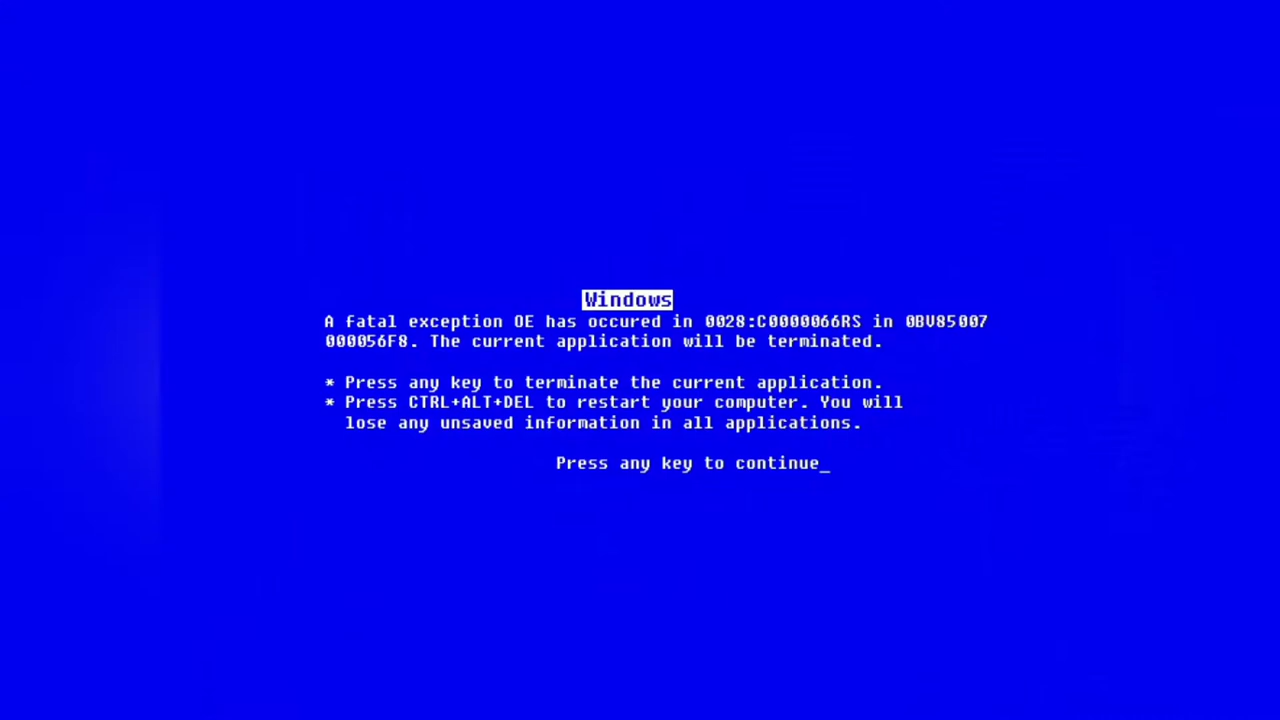 Windows
A fatal exception OE has occured in 0028:C0000066RS in 0BV85007
000056F8. The current application will be terminated.
* Press any key to terminate the current application.
* Press CTRL+ALT+DEL to restart your computer. You will
lose any unsaved information in all applications.
Press any key to continue_